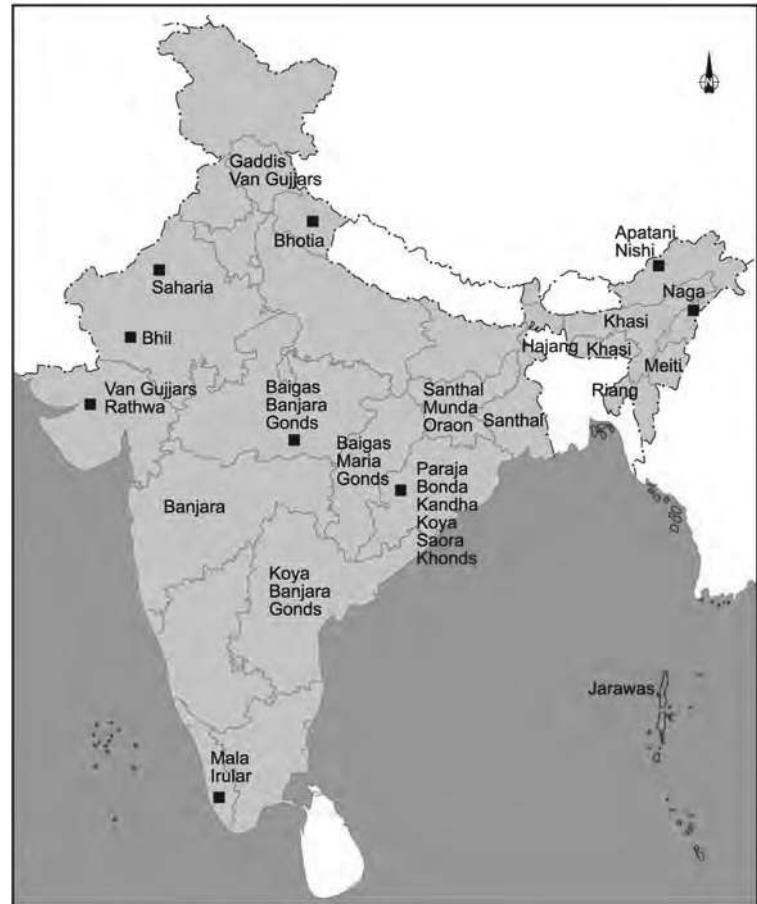 N
Gaddis
Van Gujjars
Bhotia
Apatani
Nishi
Saharia
Naga
Khasi
Bhil
Hajang
Khasi
Meiti
Van Gujjars
Rathwa
Baigas
Banjara
Gonds
Santhal
Munda
Oraon
Santhal
Riang
Baigas
Maria
Gonds
Paraja
Bonda
Kandha
Koya
Saora
Khonds
Banjara
Koya
Banjara
Gonds
Jarawas
Mala
Irular